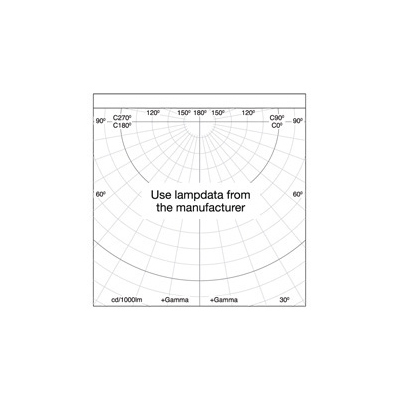 120º 150º 180º 150º 120º
C270º C90º
90º 90º
C180º C0º
60º 60º
Use lampdata from
the manufacturer
cd/1000lm +Gamma +Gamma 30º